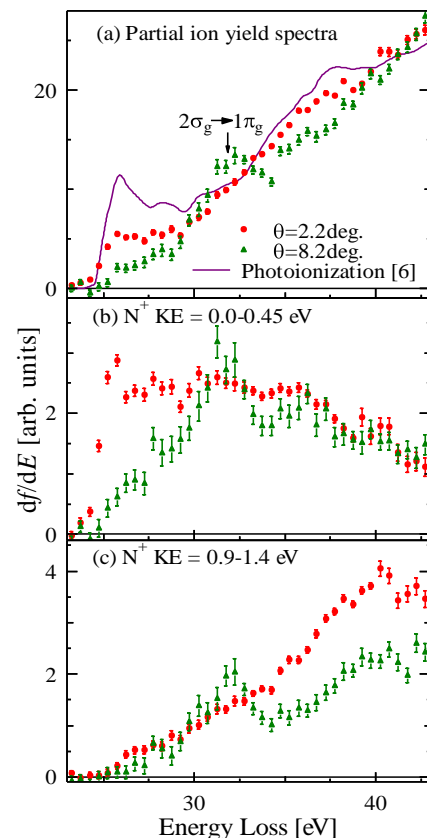 (a) Partial ion yield spectra
20
2σg→1πg
θ=2.2deg.
θ=8.2deg.
Photoionization [6]
0
(b) N+ KE = 0.0-0.45 eV
2
0
df/dE [arb. units]
(c) N+ KE = 0.9-1.4 eV
4
2
0
30 40
Energy Loss [eV]